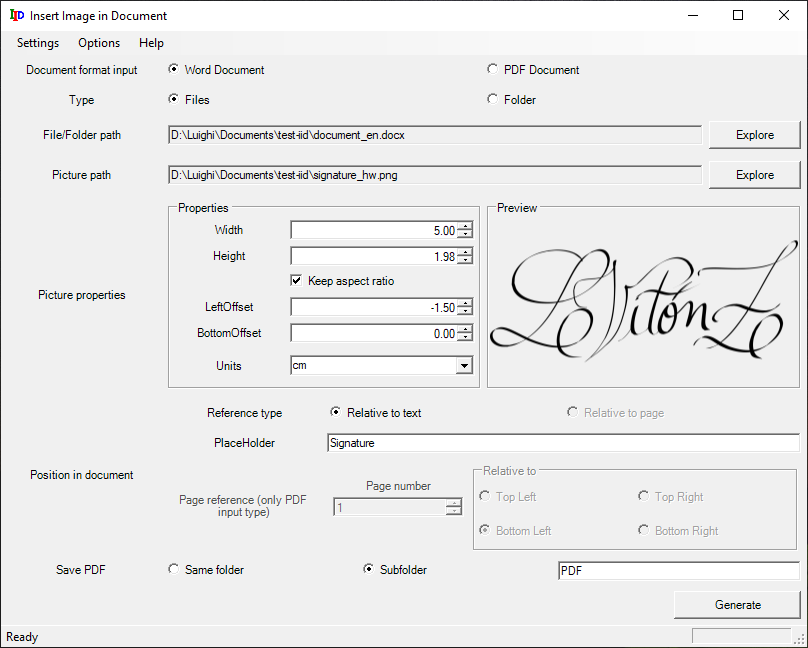 IID Insert Image in Document
Settings Options Help
Document format input Word Document PDF Document
Type Files Folder
File/Folder path D:\Luighi\Documents\test-iid\document_en.docx Explore
Picture path D:\Luighi\Documents\test-iid\signature_hw.png Explore
Picture properties
Properties
Width 5.00
Height 1.98
Keep aspect ratio
LeftOffset -1.50
BottomOffset 0.00
Units cm
Preview
LVitonZ
Position in document
Reference type Relative to text Relative to page
PlaceHolder Signature
Page reference (only PDF
input type)
Page number
1
Relative to
Top Left Top Right
Bottom Left Bottom Right
Save PDF Same folder Subfolder PDF
Generate
Ready